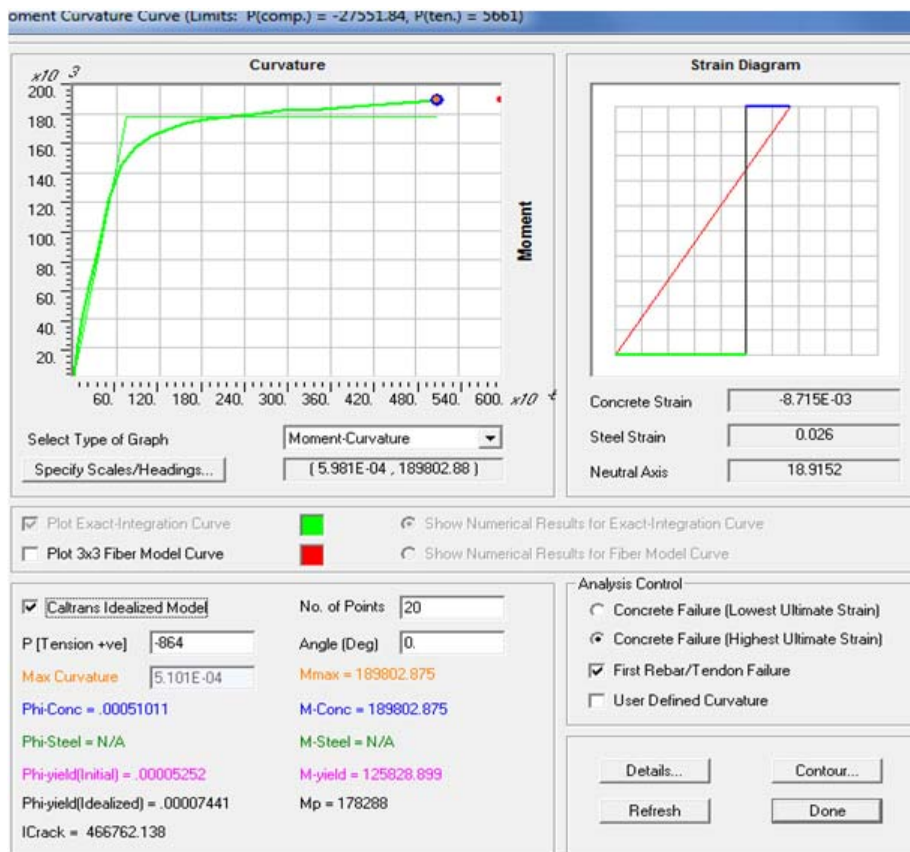 oment Curvature Curve (Limits: P(comp.) = -27551.84, P(ten.) = 5661)
Curvature
x10 3
200.
180.
160.
140.
120.
100.
80.
60.
40.
20.
60. 120. 180. 240. 300. 360. 420. 480. 540. 600. x10
Moment
Select Type of Graph Moment-Curvature
Specify Scales/Headings... ( 5.981E-04 , 189802.88 )
Strain Diagram
Concrete Strain -8.715E-03
Steel Strain 0.026
Neutral Axis 18.9152
Plot Exact-Integration Curve Show Numerical Results for Exact-Integration Curve
Plot 3x3 Fiber Model Curve Show Numerical Results for Fiber Model Curve
Caltrans Idealized Model No. of Points 20
P [Tension +ve] -864 Angle (Deg) 0.
Max Curvature 5.101E-04 Mmax = 189802.875
Phi-Conc = .00051011 M-Conc = 189802.875
Phi-Steel = N/A M-Steel = N/A
Phi-yield(Initial) = .00005252 M-yield = 125828.899
Phi-yield(Idealized) = .00007441 Mp = 178288
ICrack = 466762.138
Analysis Control
Concrete Failure (Lowest Ultimate Strain)
Concrete Failure (Highest Ultimate Strain)
First Rebar/Tendon Failure
User Defined Curvature
Details... Contour...
Refresh Done